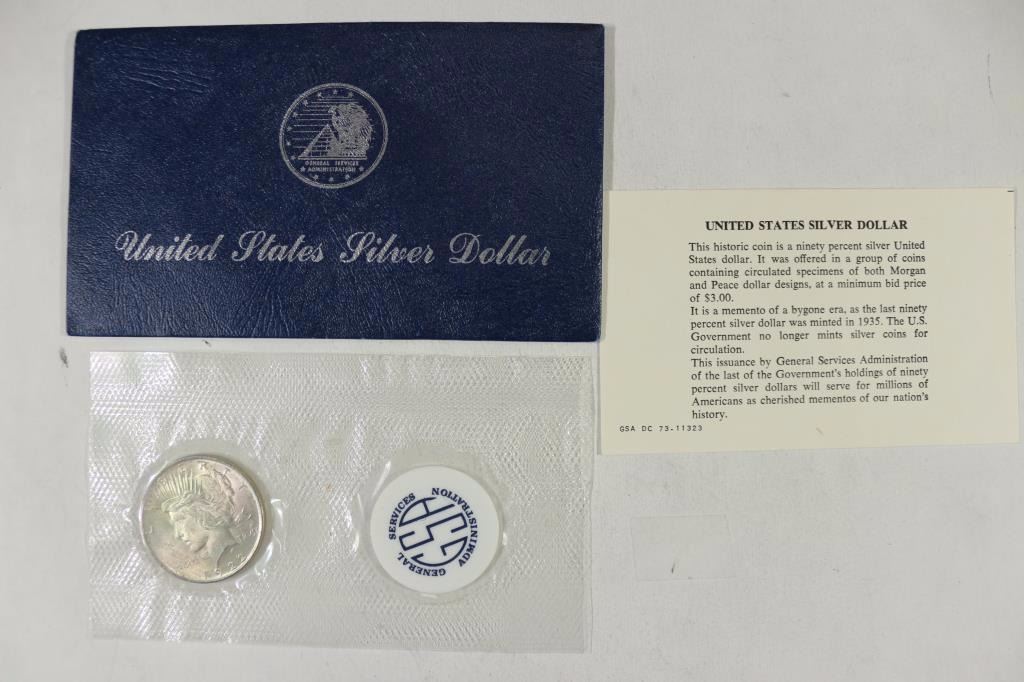 GENERAL SERVICES
★ ADMINISTRATION ★
United States Silver Dollar
UNITED STATES SILVER DOLLAR
This historic coin is a ninety percent silver United
States dollar. It was offered in a group of coins
containing circulated specimens of both Morgan
and Peace dollar designs, at a minimum bid price
of $3.00.
It is a memento of a bygone era, as the last ninety
percent silver dollar was minted in 1935. The U.S.
Government no longer mints silver coins for
circulation.
This issuance by General Services Administration
of the last of the Government's holdings of ninety
percent silver dollars will serve for millions of
Americans as cherished mementos of our nation's
history.
GSA DC 73-11323
GENERAL SERVICES ADMINISTRATION